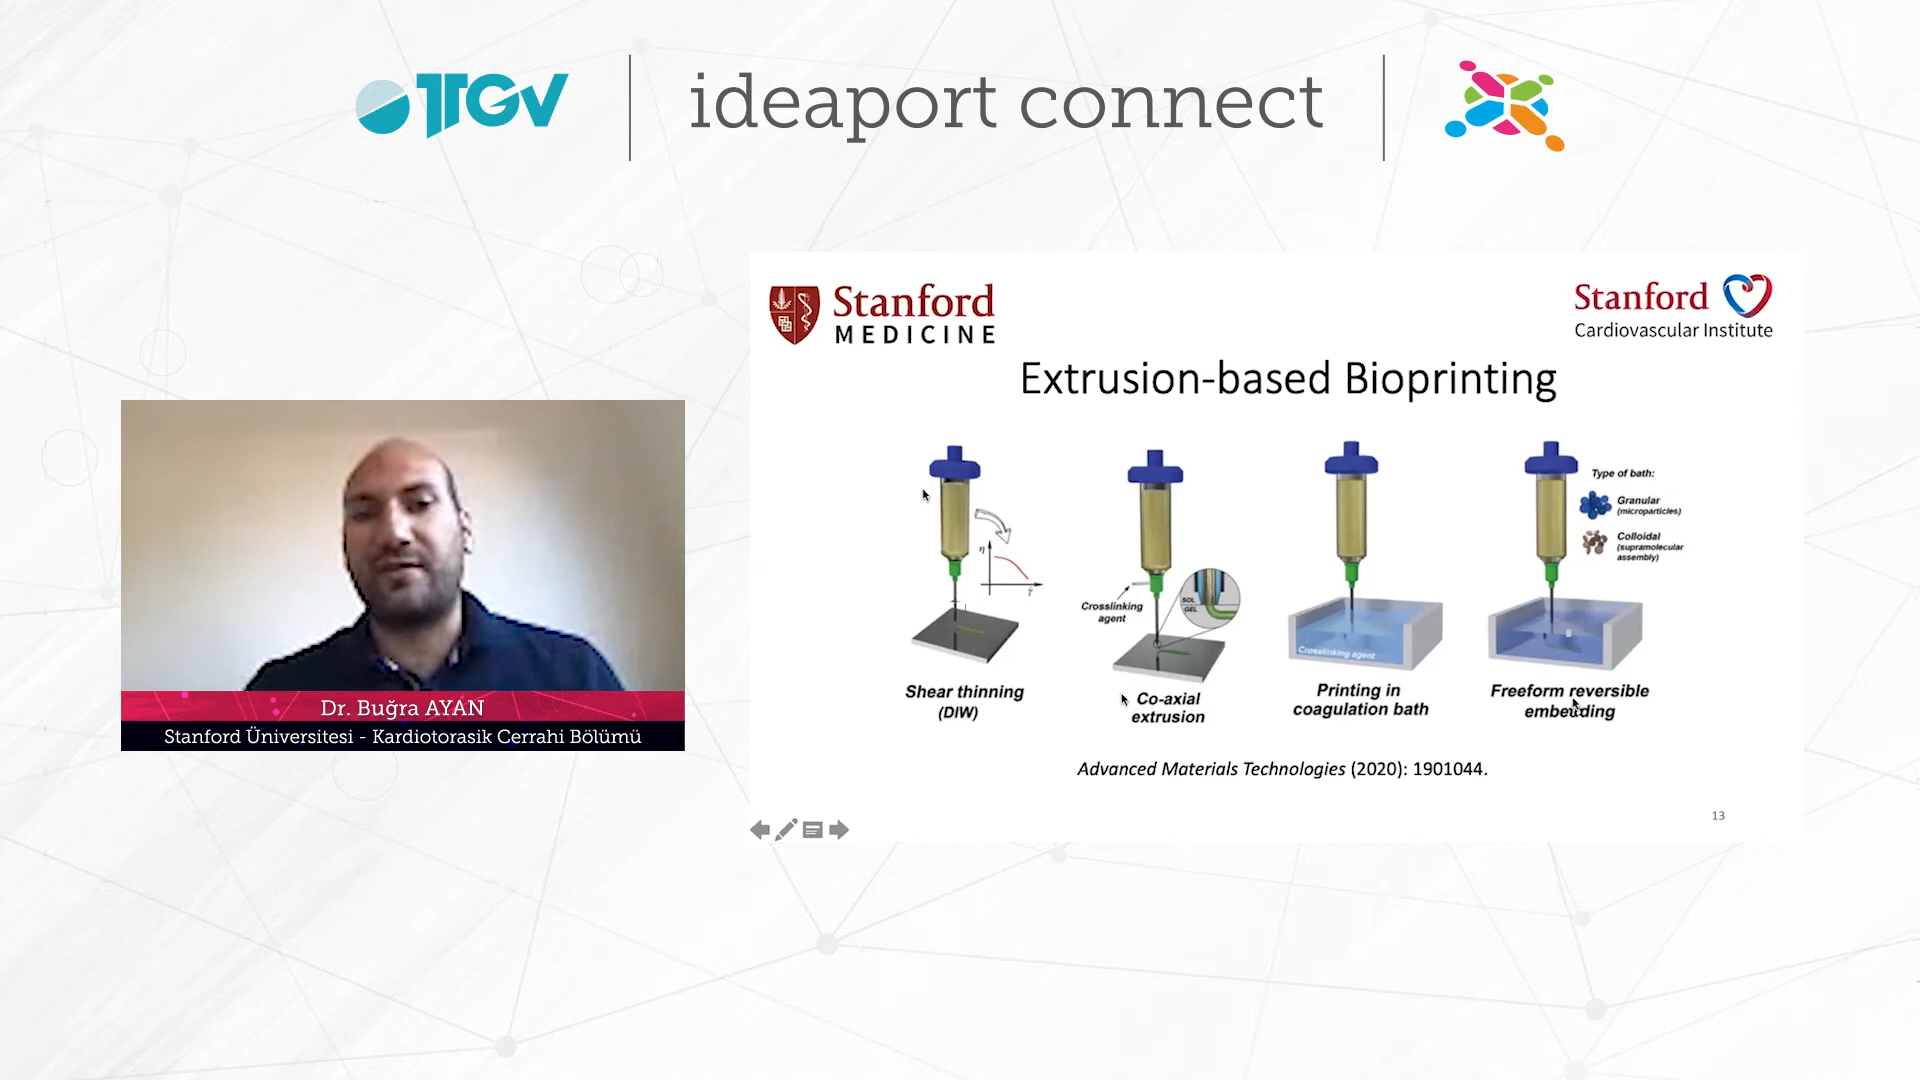 TTGV
ideaport connect
Stanford
MEDICINE
Stanford
Cardiovascular Institute
Extrusion-based Bioprinting
Type of bath:
Granular
(microparticles)
Colloidal
(supramolecular
assembly)
η
γ̇
Crosslinking
agent
SOL
GEL
Crosslinking agent
Shear thinning
(DIW)
Co-axial
extrusion
Printing in
coagulation bath
Freeform reversible
embedding
Advanced Materials Technologies (2020): 1901044.
13
Dr. Buğra AYAN
Stanford Üniversitesi - Kardiotorasik Cerrahi Bölümü